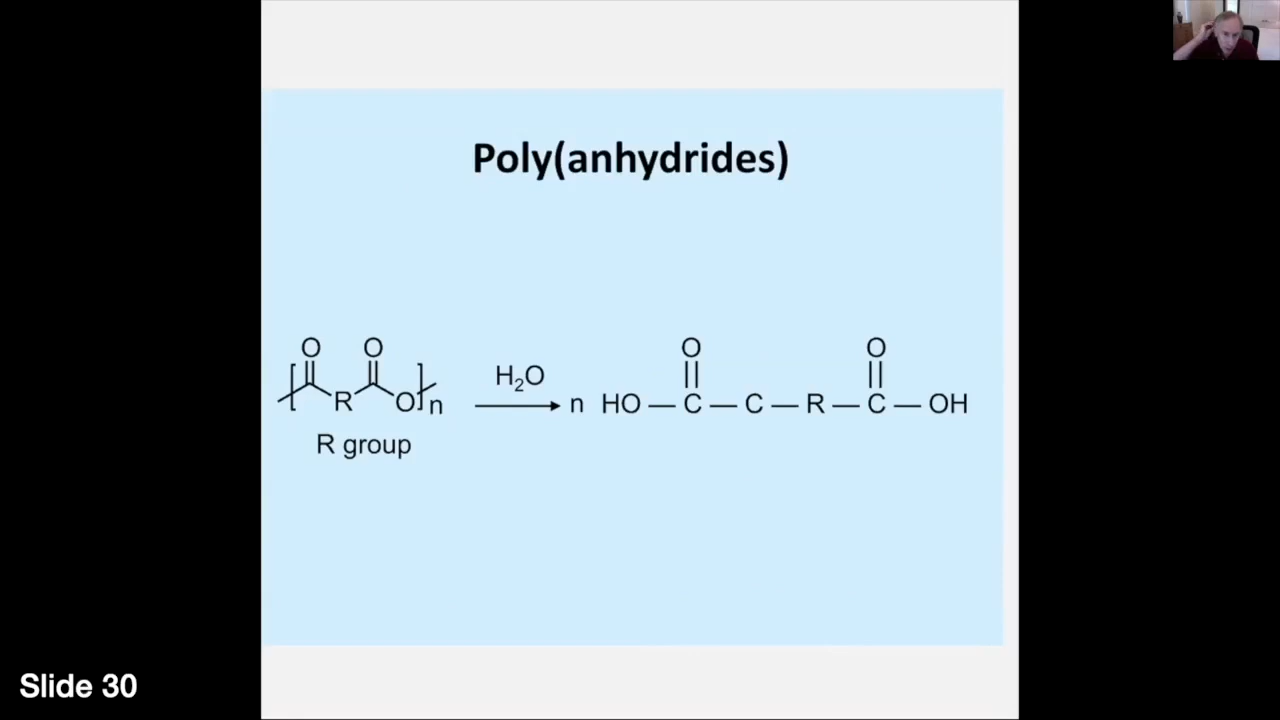 Poly(anhydrides)
O O O O
[ R O ]n H₂O n HO — C — C — R — C — OH
R group
Slide 30